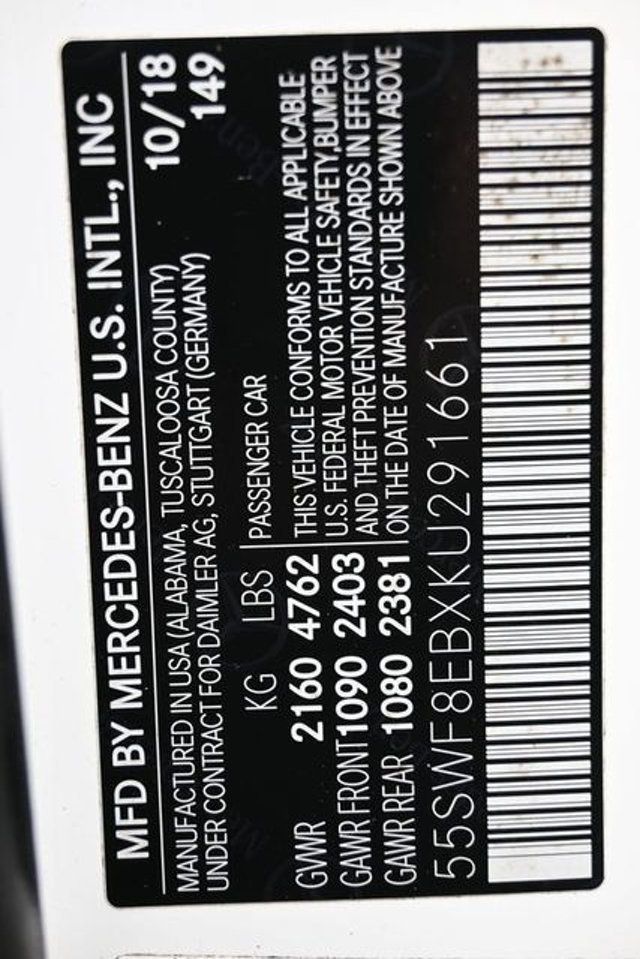 MFD BY MERCEDES-BENZ U.S. INTL., INC
MANUFACTURED IN USA (ALABAMA, TUSCALOOSA COUNTY) 10/18
UNDER CONTRACT FOR DAIMLER AG, STUTTGART (GERMANY) 149
KG LBS PASSENGER CAR
GVWR 2160 4762 THIS VEHICLE CONFORMS TO ALL APPLICABLE
GAWR FRONT 1090 2403 U.S. FEDERAL MOTOR VEHICLE SAFETY,BUMPER
AND THEFT PREVENTION STANDARDS IN EFFECT
GAWR REAR 1080 2381 ON THE DATE OF MANUFACTURE SHOWN ABOVE
55SWF8EBXKU291661